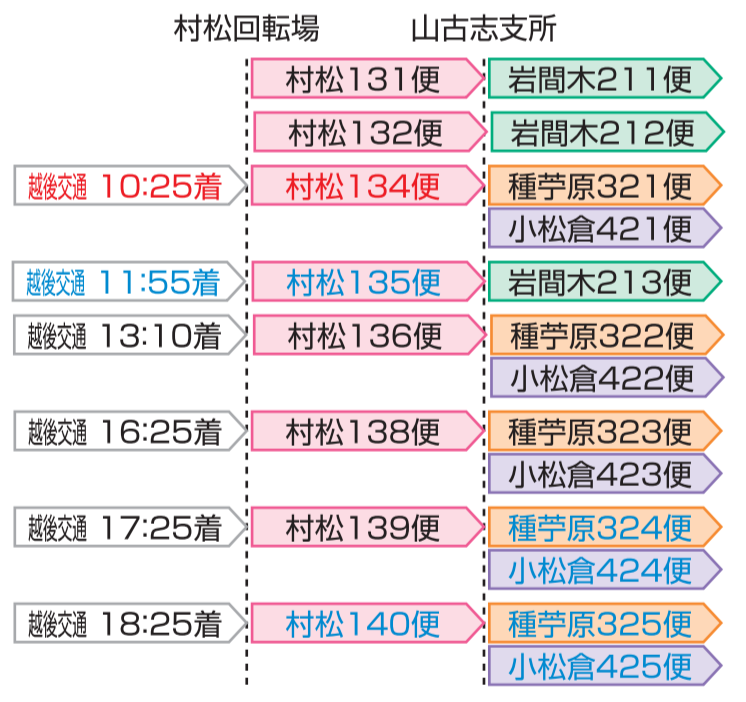 村松回転場 山古志支所
村松131便 岩間木211便
村松132便 岩間木212便
越後交通 10:25着 村松134便 種苧原321便
小松倉421便
越後交通 11:55着 村松135便 岩間木213便
越後交通 13:10着 村松136便 種苧原322便
小松倉422便
越後交通 16:25着 村松138便 種苧原323便
小松倉423便
越後交通 17:25着 村松139便 種苧原324便
小松倉424便
越後交通 18:25着 村松140便 種苧原325便
小松倉425便